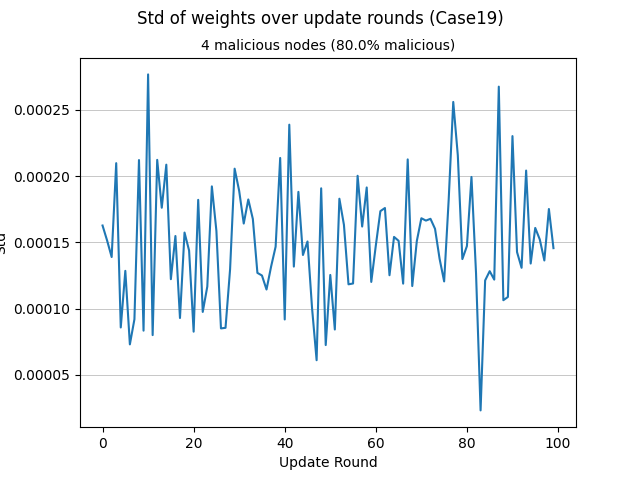 Std of weights over update rounds (Case19)
4 malicious nodes (80.0% malicious)
0.00025
0.00020
0.00015
0.00010
0.00005
Std
0 20 40 60 80 100
Update Round